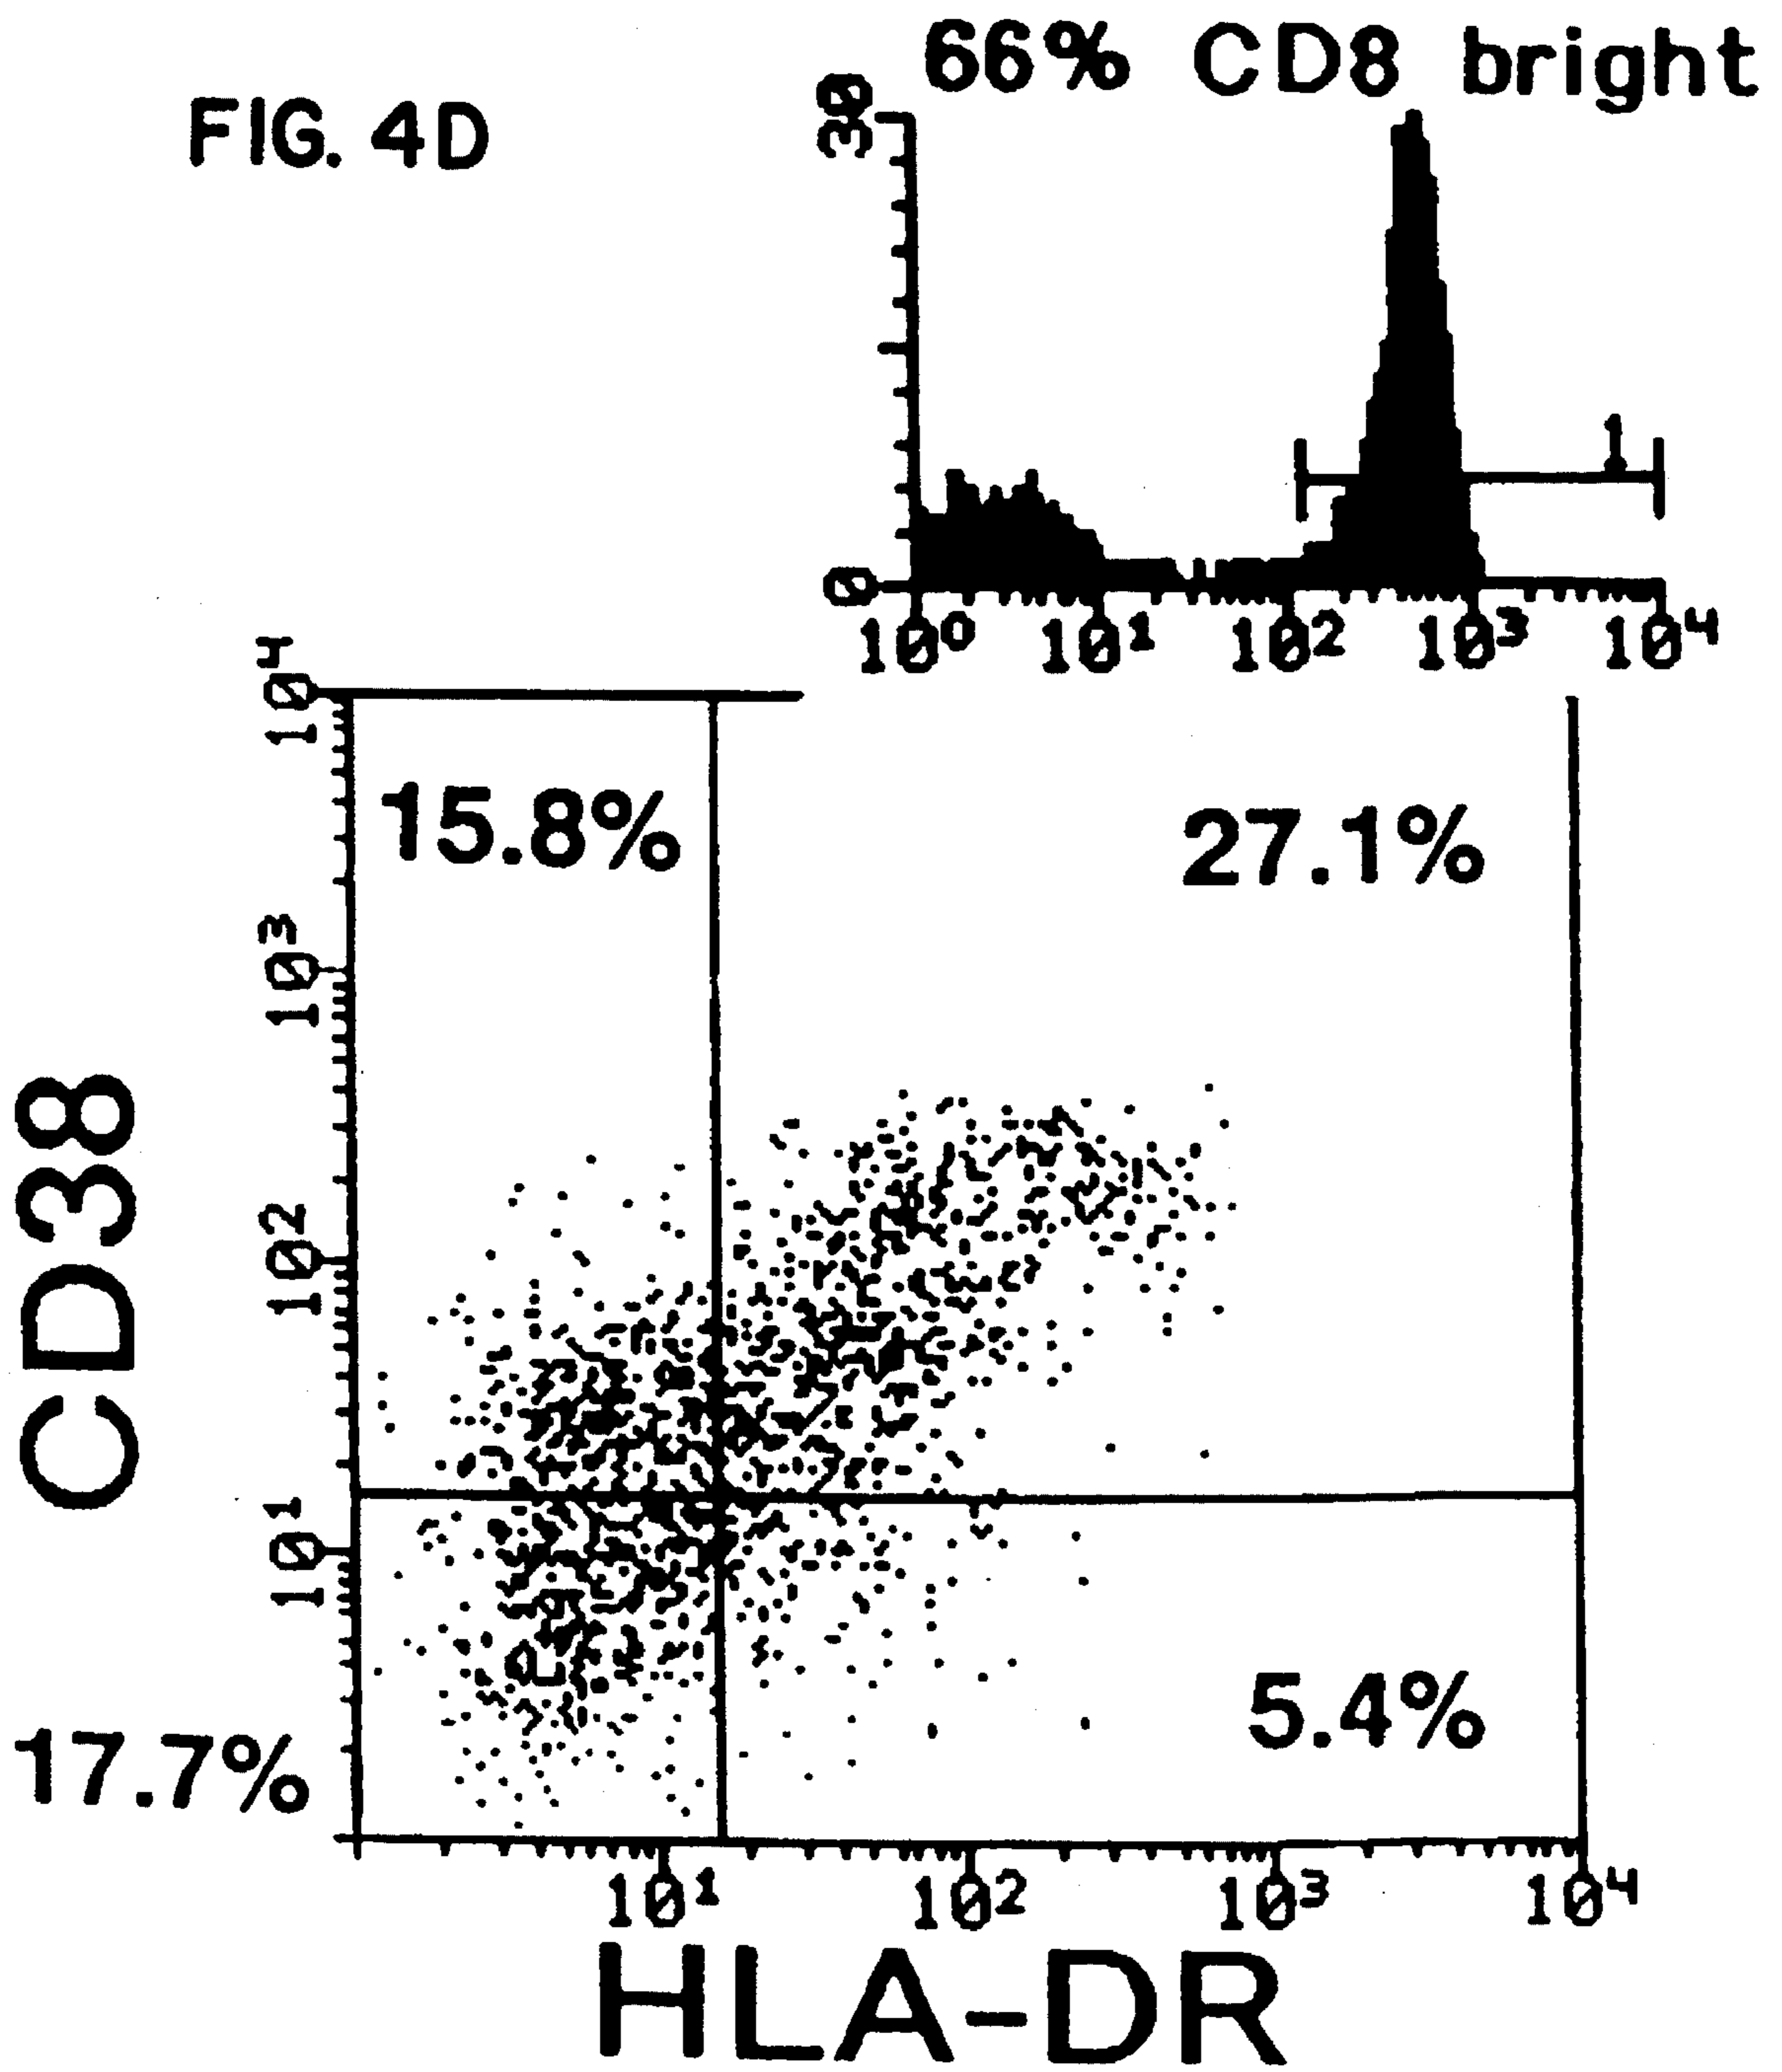 66% CD8 bright
FIG. 4D
30
1
0
10⁰ 10¹ 10² 10³ 10⁴
10⁴
15.8%
27.1%
10³
CD38
10²
10¹
5.4%
17.7%
10¹ 10² 10³ 10⁴
HLA-DR